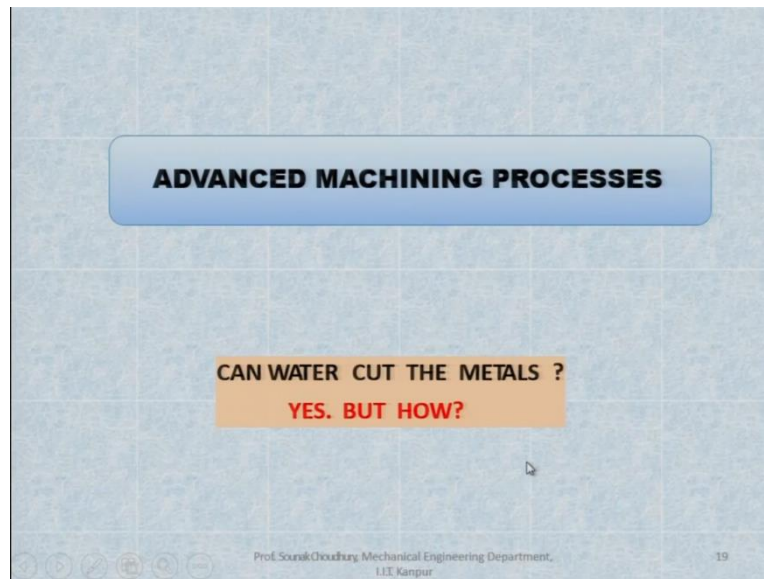 ADVANCED MACHINING PROCESSES
CAN WATER CUT THE METALS ?
YES. BUT HOW?
Prof. Sounak Choudhury, Mechanical Engineering Department,
I.I.T. Kanpur
19